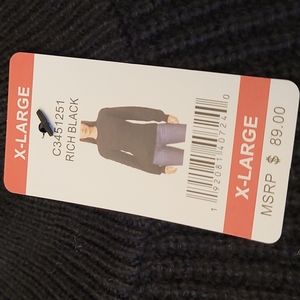 X-LARGE
C3451251
RICH BLACK
1 92081 40724 0
X-LARGE
MSRP $ 89.00